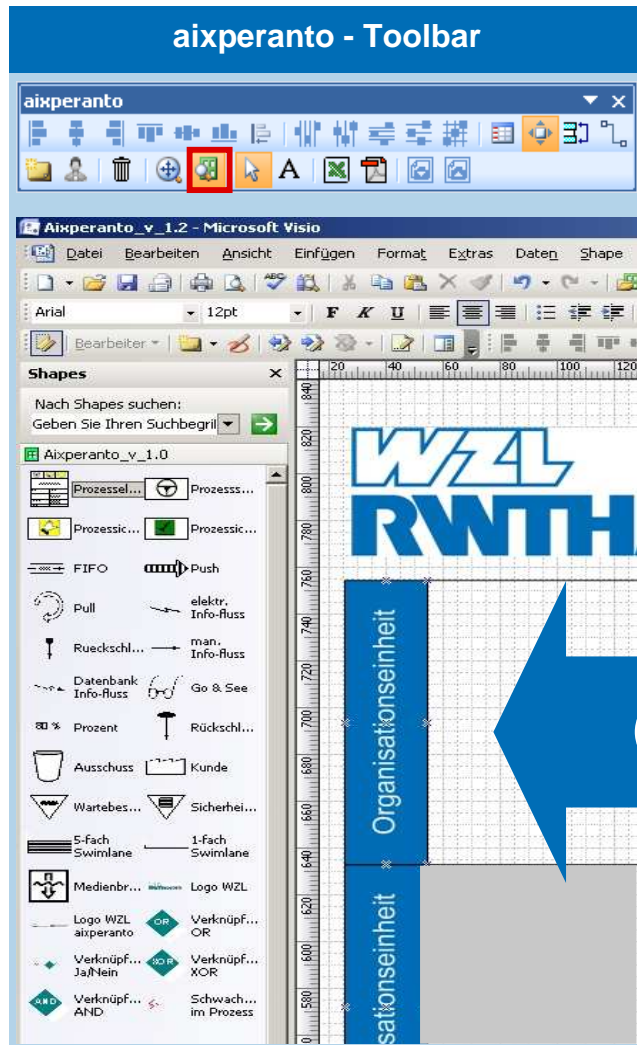 aixperanto - Toolbar
aixperanto
A
Aixperanto_v_1.2 - Microsoft Visio
Datei Bearbeiten Ansicht Einfügen Format Extras Daten Shape
Arial 12pt F K U
Bearbeiter
Shapes
Nach Shapes suchen:
Geben Sie Ihren Suchbegril
Aixperanto_v_1.0
Prozessel... Prozesss...
Prozessic... Prozessic...
FIFO Push
Pull elektr. Info-fluss
Rueckschl... man. Info-fluss
Datenbank Info-fluss Go & See
80 % Prozent Rückschl...
Ausschuss Kunde
Wartebes... Sicherhei...
5-fach Swimlane 1-fach Swimlane
Medienbr... Logo WZL
Logo WZL aixperanto OR Verknüpf... OR
Verknüpf... Ja/Nein XOR Verknüpf... XOR
AND Verknüpf... AND Schwach... im Prozess
20 40 60 80 100 120
840
820
800
780
760
740
720
700
680
660
640
620
600
580
WZL
RWTH
Organisationseinheit
sationseinheit